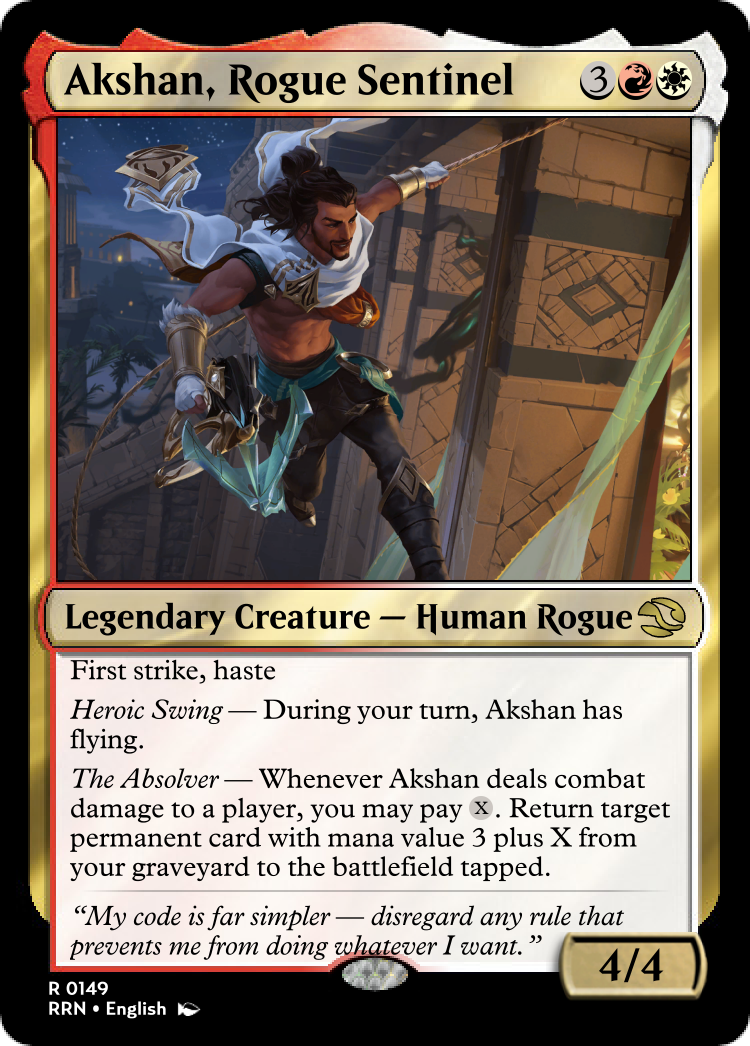 Akshan, Rogue Sentinel 3
Legendary Creature — Human Rogue
First strike, haste
Heroic Swing — During your turn, Akshan has
flying.
The Absolver — Whenever Akshan deals combat
damage to a player, you may pay X. Return target
permanent card with mana value 3 plus X from
your graveyard to the battlefield tapped.
“My code is far simpler — disregard any rule that
prevents me from doing whatever I want.”
4/4
R 0149
RRN • English